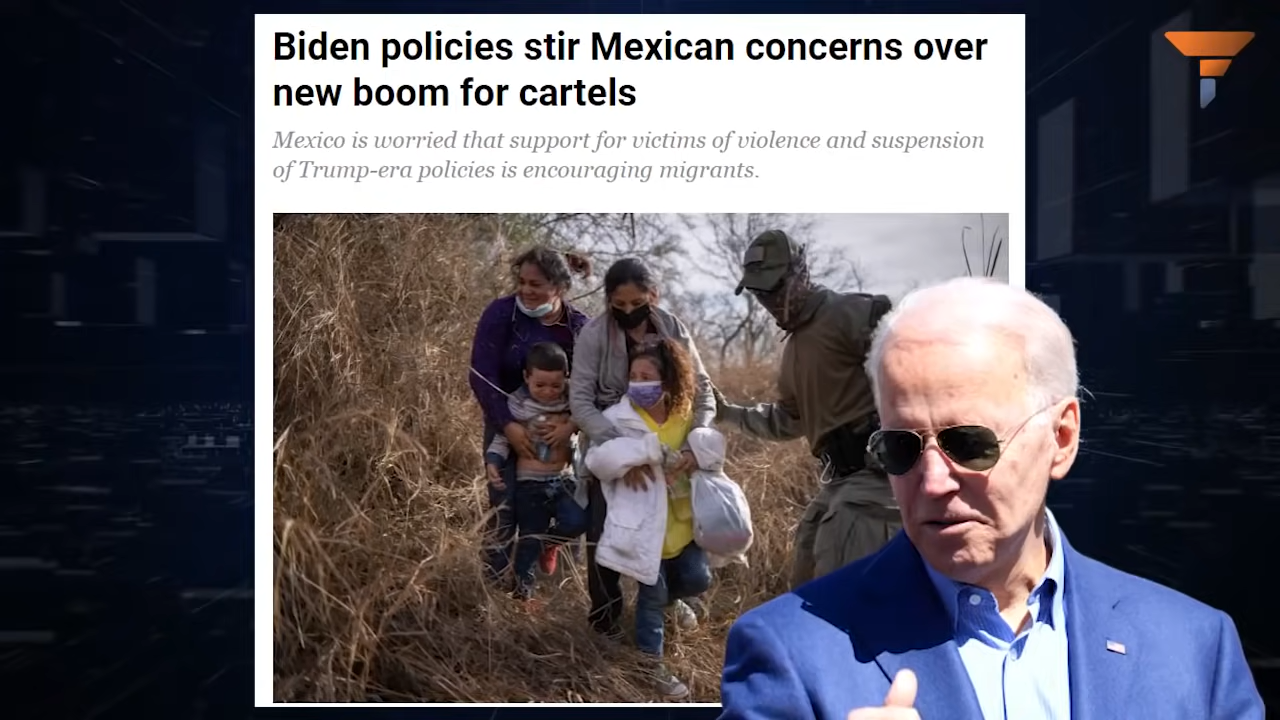 Biden policies stir Mexican concerns over
new boom for cartels
Mexico is worried that support for victims of violence and suspension
of Trump-era policies is encouraging migrants.